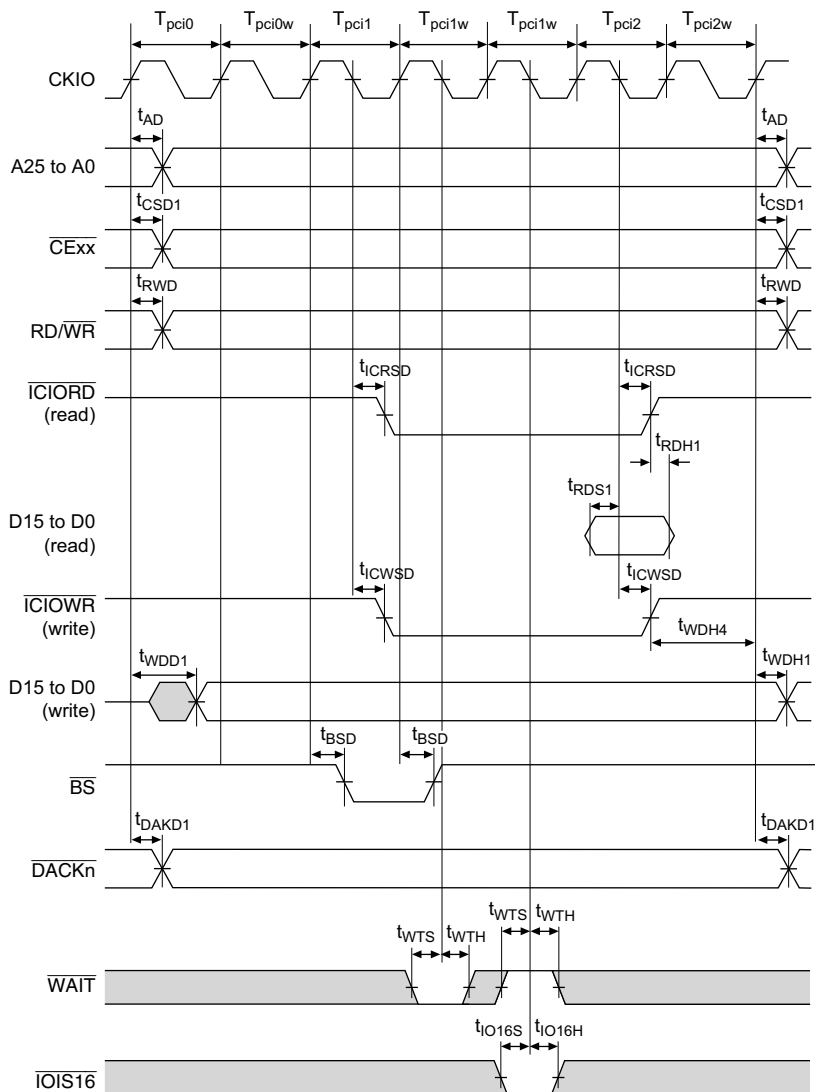 Tpci0 Tpci0w Tpci1 Tpci1w Tpci1w Tpci2 Tpci2w
CKIO
tAD tAD
A25 to A0
tCSD1 tCSD1
CExx
tRWD tRWD
RD/WR
tICRSD tICRSD
ICIORD
(read)
tRDH1
tRDS1
D15 to D0
(read)
tICWSD tICWSD
ICIOWR
(write)
tWDH4
tWDD1 tWDH1
D15 to D0
(write)
tBSD tBSD
BS
tDAKD1 tDAKD1
DACKn
tWTS tWTH tWTS tWTH
WAIT
tIO16S tIO16H
IOIS16